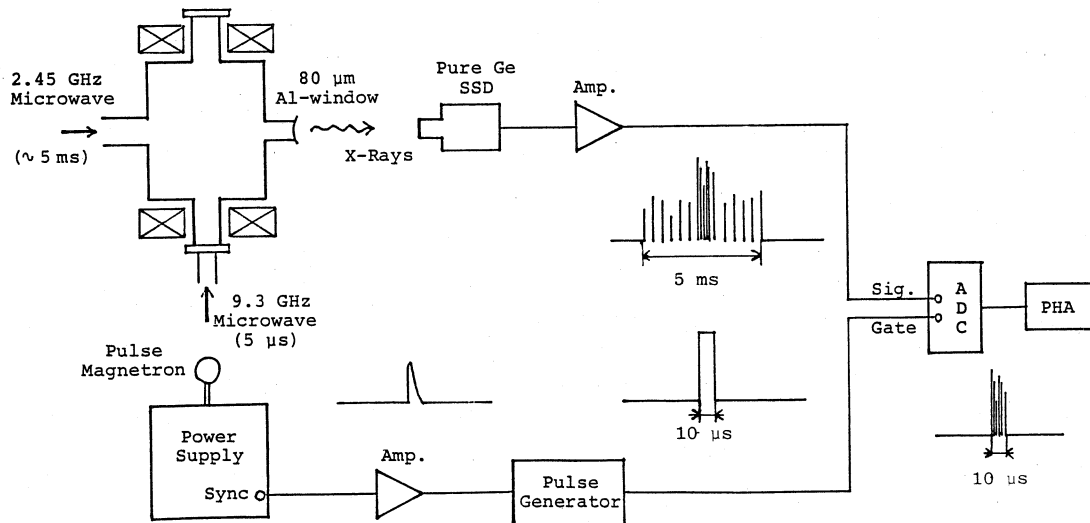 2.45 GHz
Microwave
(~ 5 ms)
80 μm
Al-window
X-Rays
Pure Ge
SSD
Amp.
5 ms
Sig.
Gate
A
D
C
PHA
9.3 GHz
Microwave
(5 μs)
Pulse
Magnetron
Power
Supply
Sync
Amp.
Pulse
Generator
10 μs
10 μs